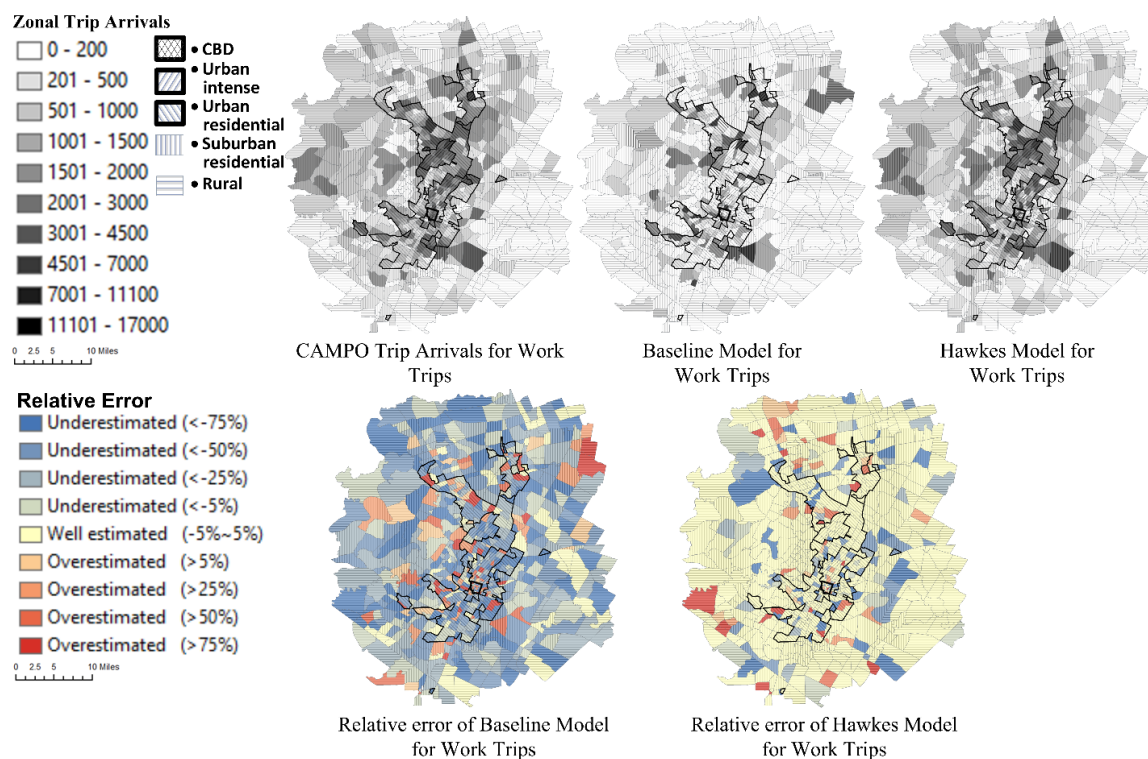 Zonal Trip Arrivals
0 - 200
201 - 500
501 - 1000
1001 - 1500
1501 - 2000
2001 - 3000
3001 - 4500
4501 - 7000
7001 - 11100
11101 - 17000
• CBD
• Urban
intense
• Urban
residential
• Suburban
residential
• Rural
0 2.5 5 10 Miles
CAMPO Trip Arrivals for Work
Trips
Baseline Model for
Work Trips
Hawkes Model for
Work Trips
Relative Error
Underestimated (<-75%)
Underestimated (<-50%)
Underestimated (<-25%)
Underestimated (<-5%)
Well estimated (-5%~5%)
Overestimated (>5%)
Overestimated (>25%)
Overestimated (>50%)
Overestimated (>75%)
0 2.5 5 10 Miles
Relative error of Baseline Model
for Work Trips
Relative error of Hawkes Model
for Work Trips